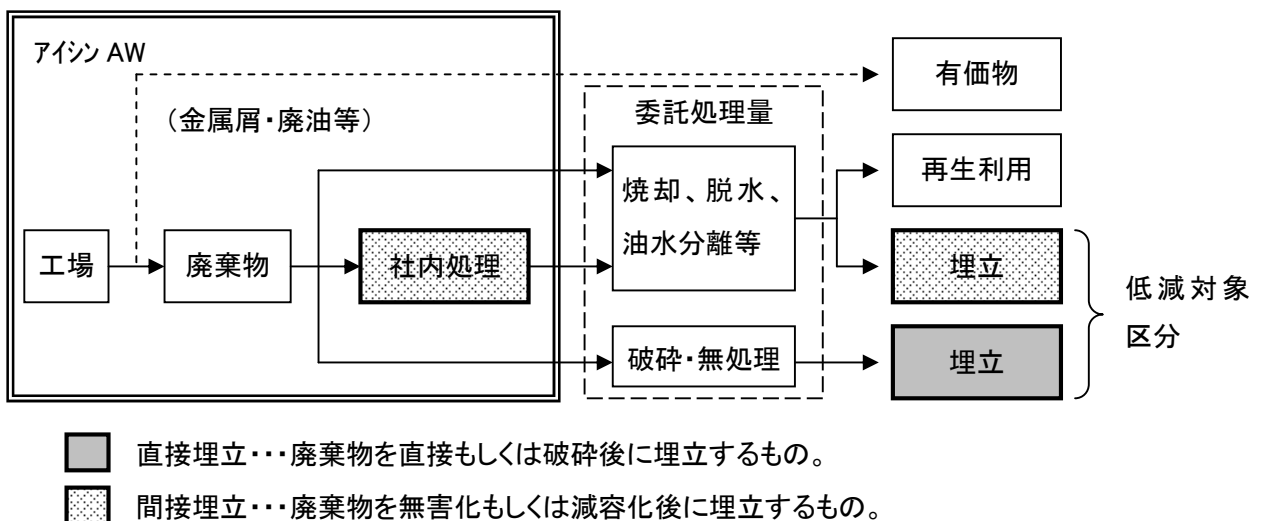 アイシン AW
(金属屑・廃油等)
工場
廃棄物
社内処理
委託処理量
焼却、脱水、
油水分離等
破砕・無処理
有価物
再生利用
埋立
埋立
低減対象
区分
直接埋立・・・廃棄物を直接もしくは破砕後に埋立するもの。
間接埋立・・・廃棄物を無害化もしくは減容化後に埋立するもの。